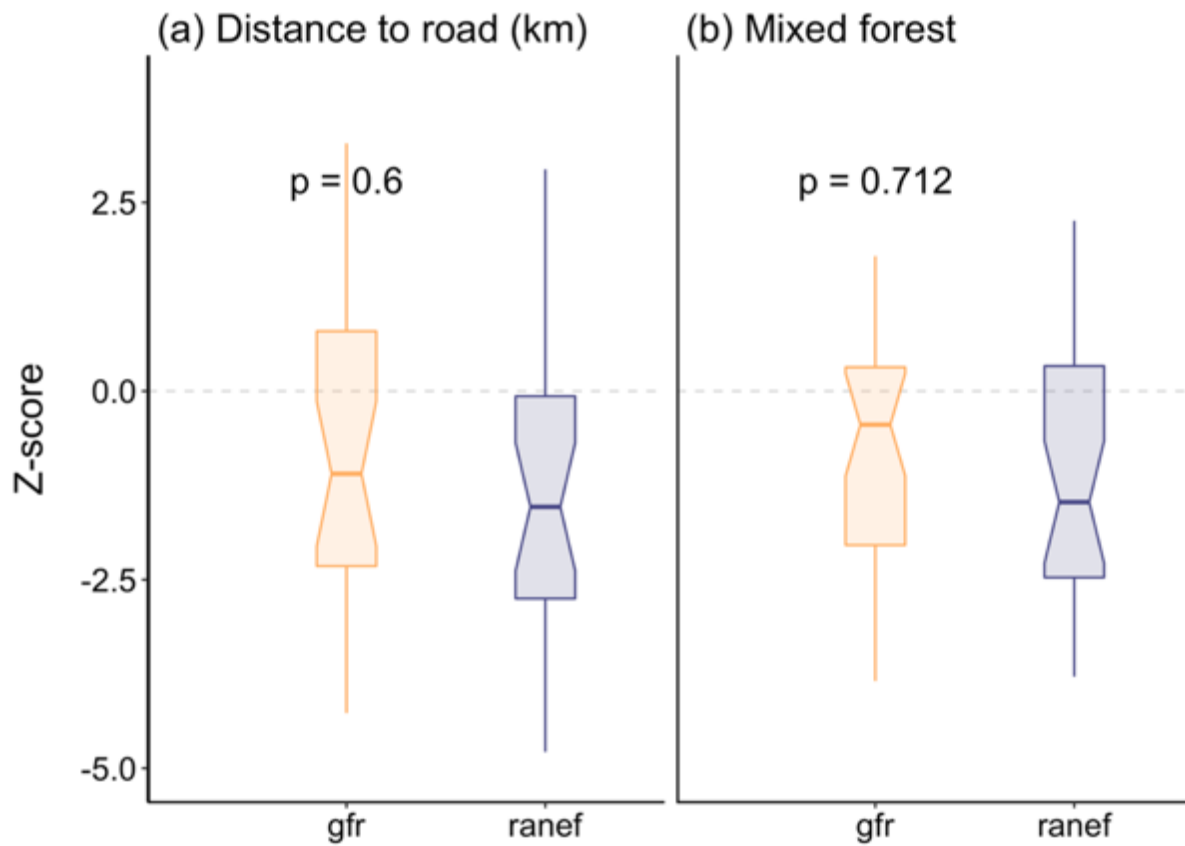 (a) Distance to road (km)
(b) Mixed forest
p = 0.6
p = 0.712
Z-score
2.5
0.0
-2.5
-5.0
gfr
ranef
gfr
ranef